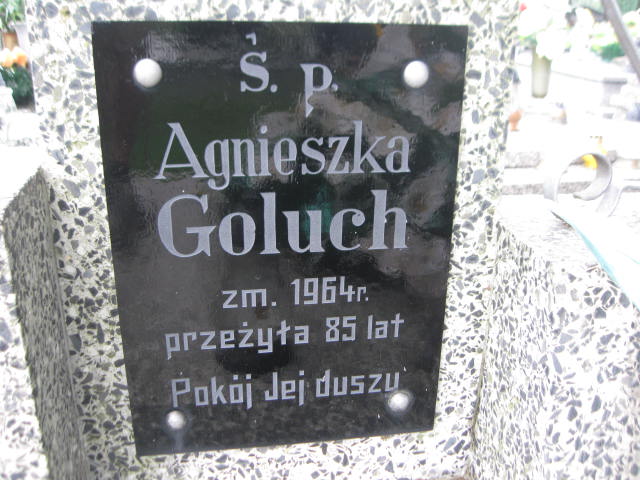 Ś. p.
Agnieszka
Goluch
zm. 1964r.
przeżyła 85 lat
Pokój Jej duszy